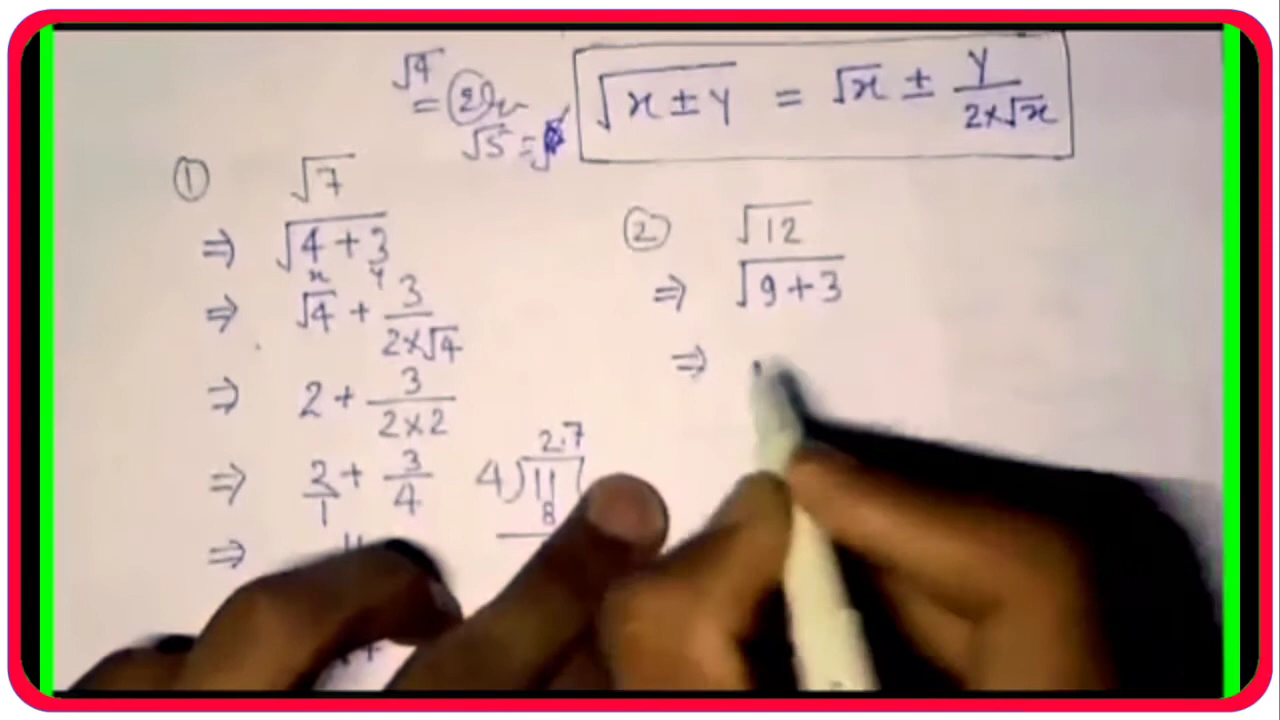 √4
= 2
√5 =
√x ± y = √x ± y/2×√x
① √7
⇒ √4 + 3
x y
⇒ √4 + 3/2×√4
⇒ 2 + 3/2×2
⇒ 2/1 + 3/4
⇒
2.7
4)11
8
② √12
⇒ √9+3
⇒